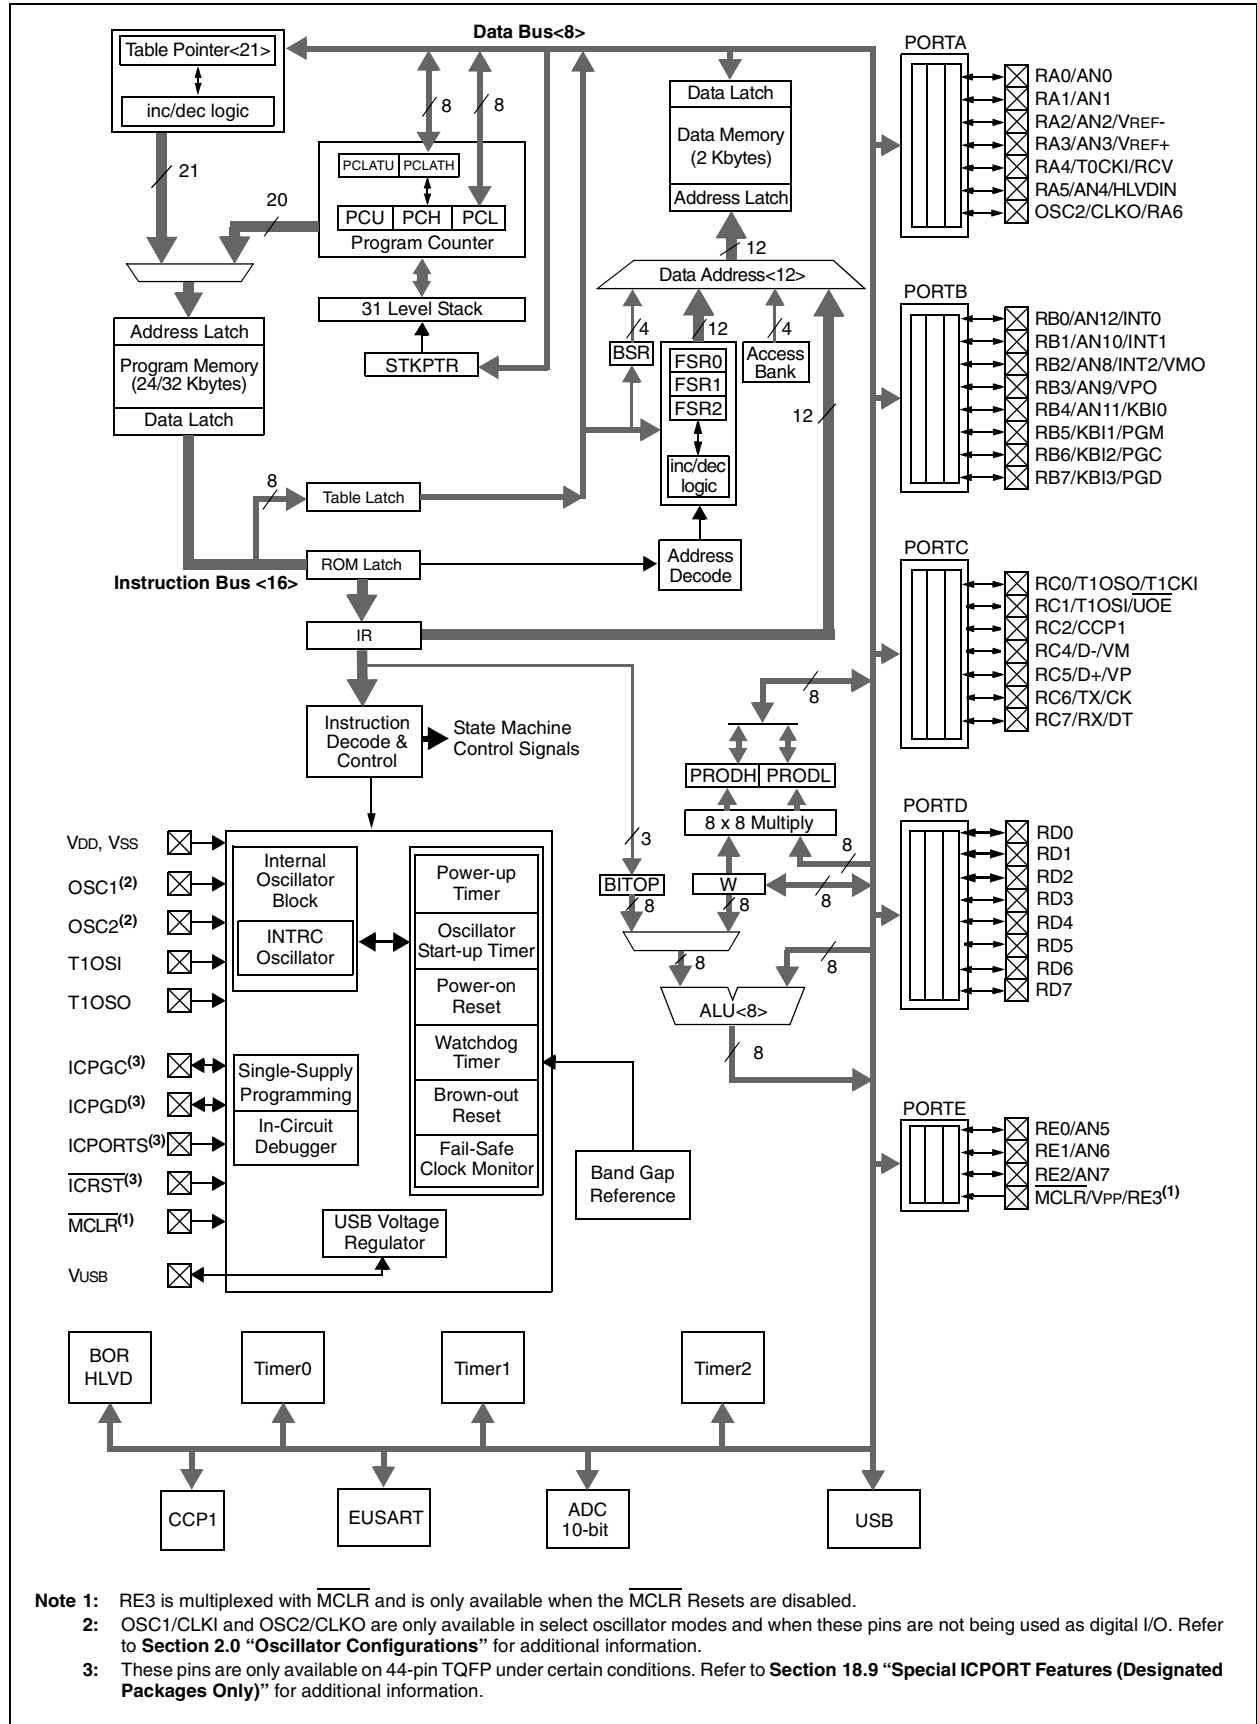 Data Bus<8>
Table Pointer<21>
inc/dec logic
21
20
8
8
PCLATU PCLATH
PCU PCH PCL
Program Counter
31 Level Stack
STKPTR
Data Latch
Data Memory
(2 Kbytes)
Address Latch
12
Data Address<12>
4
12
4
BSR
FSR0
FSR1
FSR2
inc/dec
logic
Access
Bank
12
Address
Decode
Address Latch
Program Memory
(24/32 Kbytes)
Data Latch
8
Table Latch
ROM Latch
Instruction Bus <16>
IR
Instruction
Decode &
Control
State Machine
Control Signals
8
PRODH PRODL
8 x 8 Multiply
3
8
BITOP
W
8
8
8
8
8
ALU<8>
8
PORTA
RA0/AN0
RA1/AN1
RA2/AN2/VREF-
RA3/AN3/VREF+
RA4/T0CKI/RCV
RA5/AN4/HLVDIN
OSC2/CLKO/RA6
PORTB
RB0/AN12/INT0
RB1/AN10/INT1
RB2/AN8/INT2/VMO
RB3/AN9/VPO
RB4/AN11/KBI0
RB5/KBI1/PGM
RB6/KBI2/PGC
RB7/KBI3/PGD
PORTC
RC0/T1OSO/T1CKI
RC1/T1OSI/UOE
RC2/CCP1
RC4/D-/VM
RC5/D+/VP
RC6/TX/CK
RC7/RX/DT
PORTD
RD0
RD1
RD2
RD3
RD4
RD5
RD6
RD7
PORTE
RE0/AN5
RE1/AN6
RE2/AN7
MCLR/VPP/RE3(1)
VDD, VSS
OSC1(2)
OSC2(2)
T1OSI
T1OSO
ICPGC(3)
ICPGD(3)
ICPORTS(3)
ICRST(3)
MCLR(1)
VUSB
Internal
Oscillator
Block
INTRC
Oscillator
Single-Supply
Programming
In-Circuit
Debugger
Power-up
Timer
Oscillator
Start-up Timer
Power-on
Reset
Watchdog
Timer
Brown-out
Reset
Fail-Safe
Clock Monitor
USB Voltage
Regulator
Band Gap
Reference
BOR
HLVD
Timer0
Timer1
Timer2
CCP1
EUSART
ADC
10-bit
USB
Note 1: RE3 is multiplexed with MCLR and is only available when the MCLR Resets are disabled.
2: OSC1/CLKI and OSC2/CLKO are only available in select oscillator modes and when these pins are not being used as digital I/O. Refer
to Section 2.0 “Oscillator Configurations” for additional information.
3: These pins are only available on 44-pin TQFP under certain conditions. Refer to Section 18.9 “Special ICPORT Features (Designated
Packages Only)” for additional information.